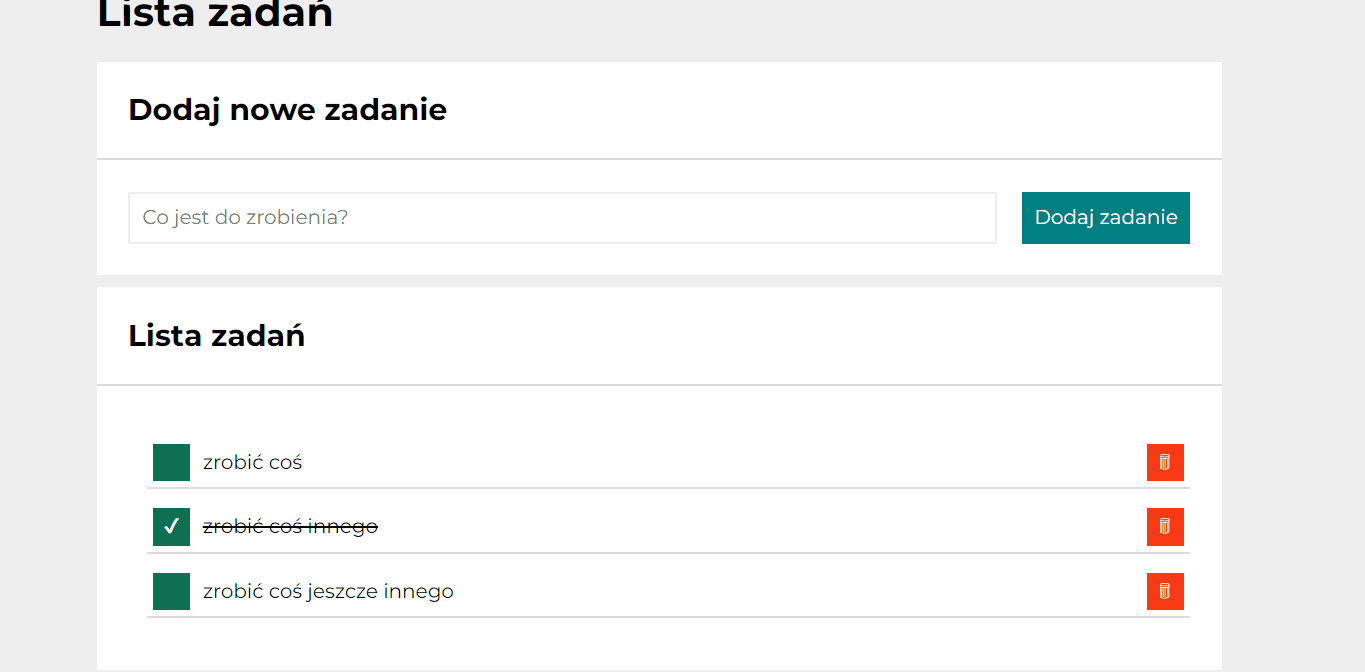 Lista zadań
Dodaj nowe zadanie
Co jest do zrobienia?
Dodaj zadanie
Lista zadań
zrobić coś
zrobić coś innego
zrobić coś jeszcze innego